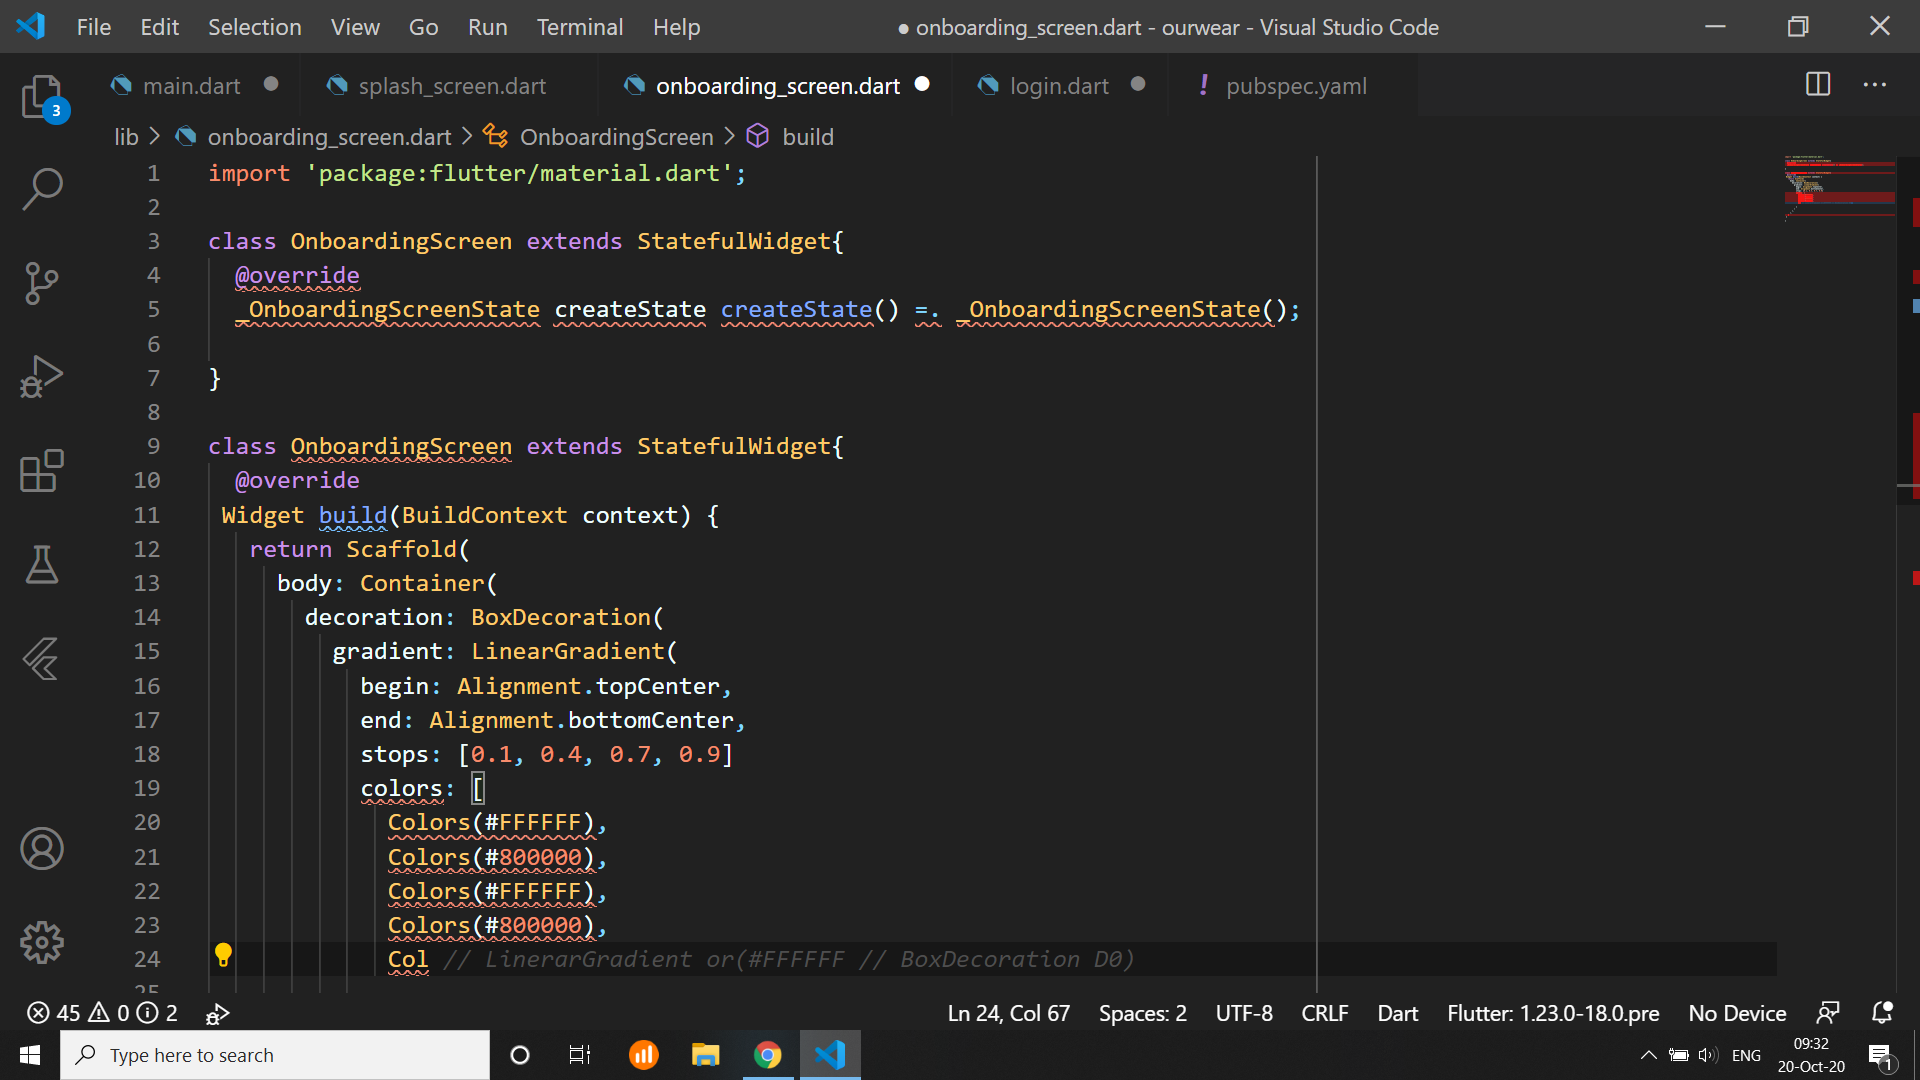 File Edit Selection View Go Run Terminal Help ● onboarding_screen.dart - ourwear - Visual Studio Code
main.dart splash_screen.dart onboarding_screen.dart login.dart ! pubspec.yaml
3
lib > onboarding_screen.dart > OnboardingScreen > build
1 import 'package:flutter/material.dart';
2
3 class OnboardingScreen extends StatefulWidget{
4 @override
5 _OnboardingScreenState createState createState() =. _OnboardingScreenState();
6
7 }
8
9 class OnboardingScreen extends StatefulWidget{
10 @override
11 Widget build(BuildContext context) {
12 return Scaffold(
13 body: Container(
14 decoration: BoxDecoration(
15 gradient: LinearGradient(
16 begin: Alignment.topCenter,
17 end: Alignment.bottomCenter,
18 stops: [0.1, 0.4, 0.7, 0.9]
19 colors: [
20 Colors(#FFFFFF),
21 Colors(#800000),
22 Colors(#FFFFFF),
23 Colors(#800000),
24 Col // LinerarGradient or(#FFFFFF // BoxDecoration D0)
25
45 0 2 Ln 24, Col 67 Spaces: 2 UTF-8 CRLF Dart Flutter: 1.23.0-18.0.pre No Device
Type here to search ENG 09:32
20-Oct-20 1